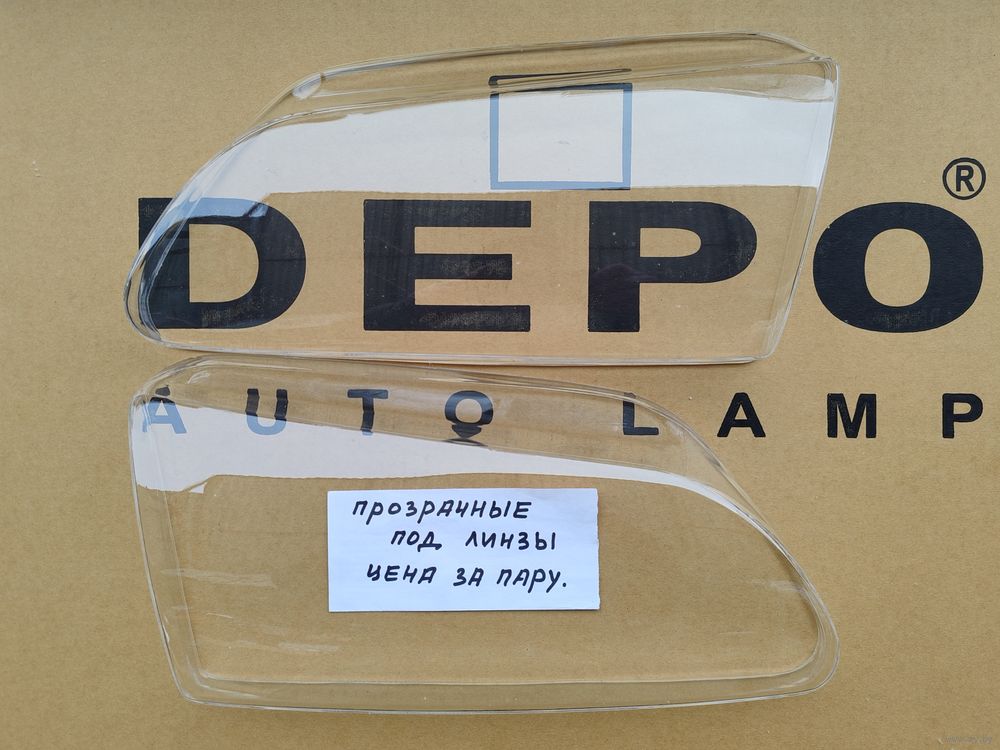 DEPO®
AUTO LAMP
ПРОЗРАЧНЫЕ
ПОД ЛИНЗЫ
ЦЕНА ЗА ПАРУ.